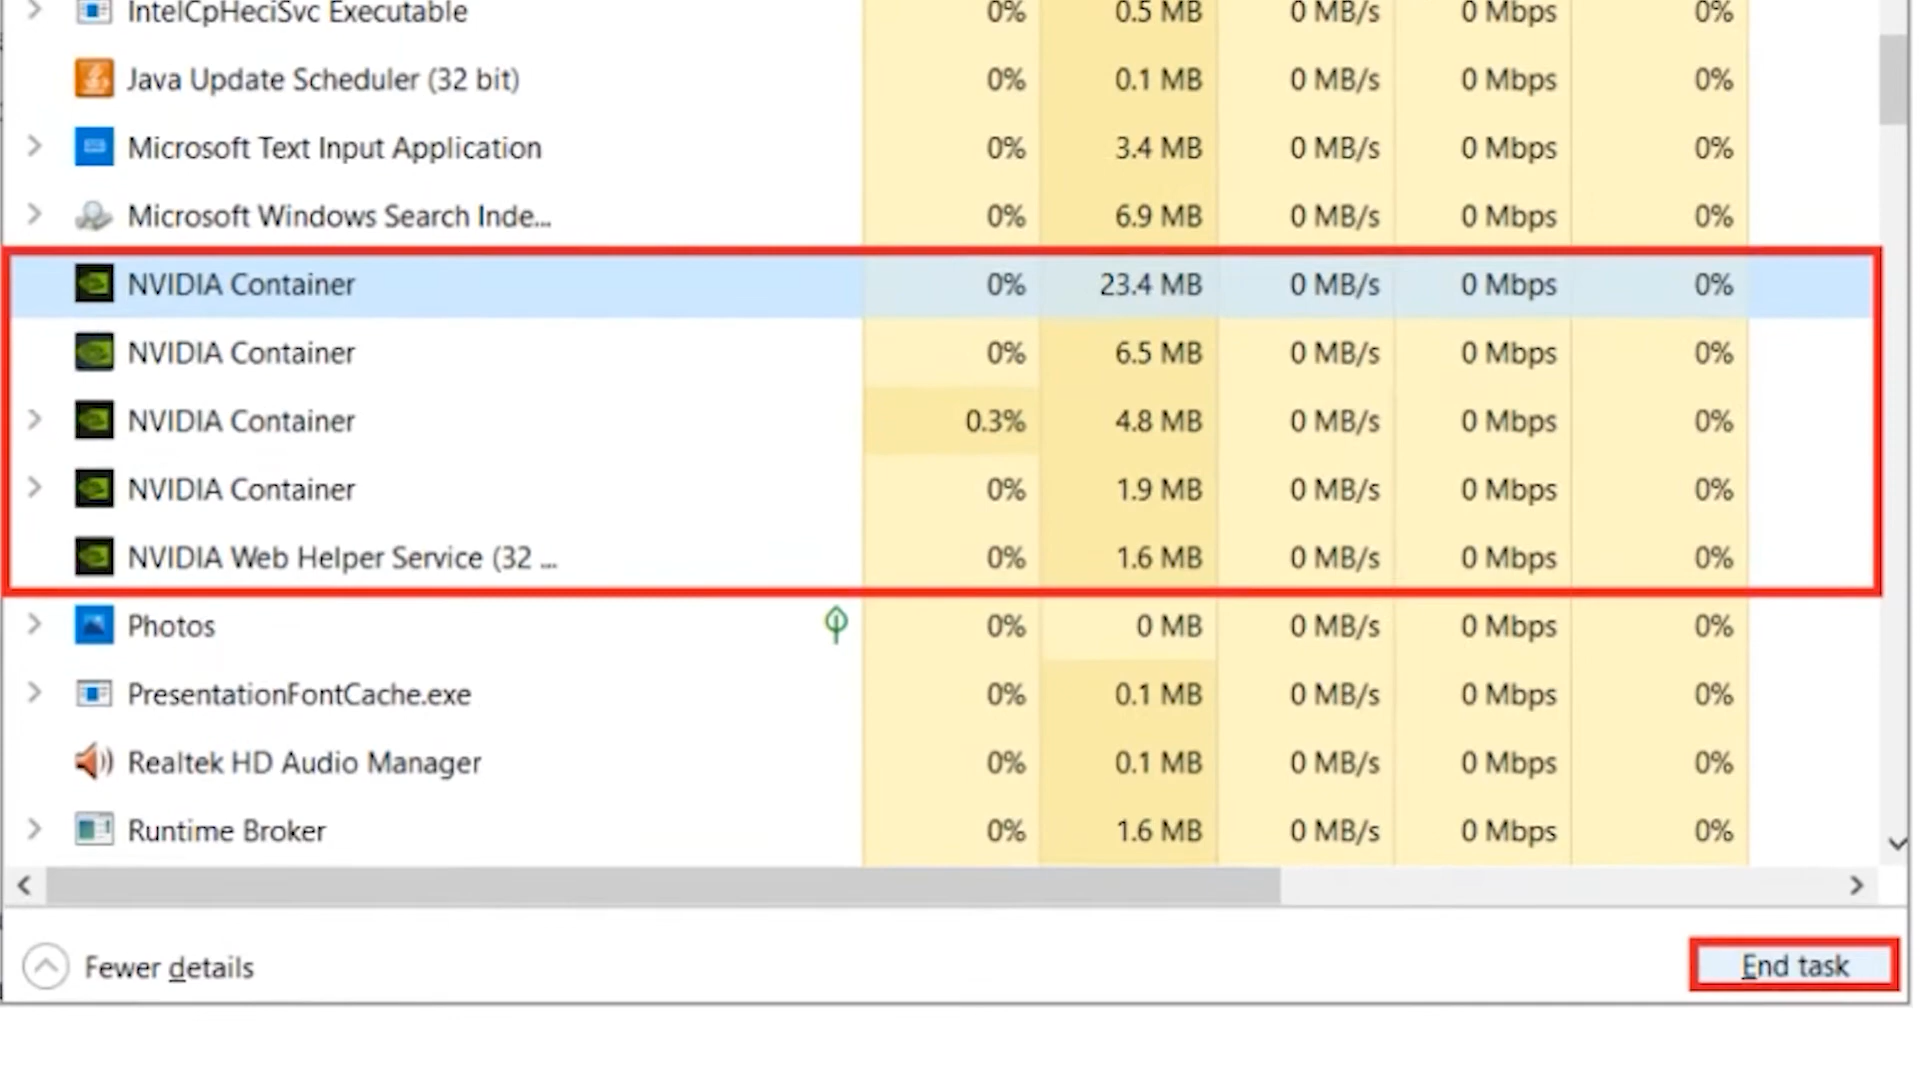 IntelCpHeciSvc Executable 0% 0.5 MB 0 MB/s 0 Mbps 0%
Java Update Scheduler (32 bit) 0% 0.1 MB 0 MB/s 0 Mbps 0%
Microsoft Text Input Application 0% 3.4 MB 0 MB/s 0 Mbps 0%
Microsoft Windows Search Inde... 0% 6.9 MB 0 MB/s 0 Mbps 0%
NVIDIA Container 0% 23.4 MB 0 MB/s 0 Mbps 0%
NVIDIA Container 0% 6.5 MB 0 MB/s 0 Mbps 0%
NVIDIA Container 0.3% 4.8 MB 0 MB/s 0 Mbps 0%
NVIDIA Container 0% 1.9 MB 0 MB/s 0 Mbps 0%
NVIDIA Web Helper Service (32 ... 0% 1.6 MB 0 MB/s 0 Mbps 0%
Photos 0% 0 MB 0 MB/s 0 Mbps 0%
PresentationFontCache.exe 0% 0.1 MB 0 MB/s 0 Mbps 0%
Realtek HD Audio Manager 0% 0.1 MB 0 MB/s 0 Mbps 0%
Runtime Broker 0% 1.6 MB 0 MB/s 0 Mbps 0%
Fewer details
End task